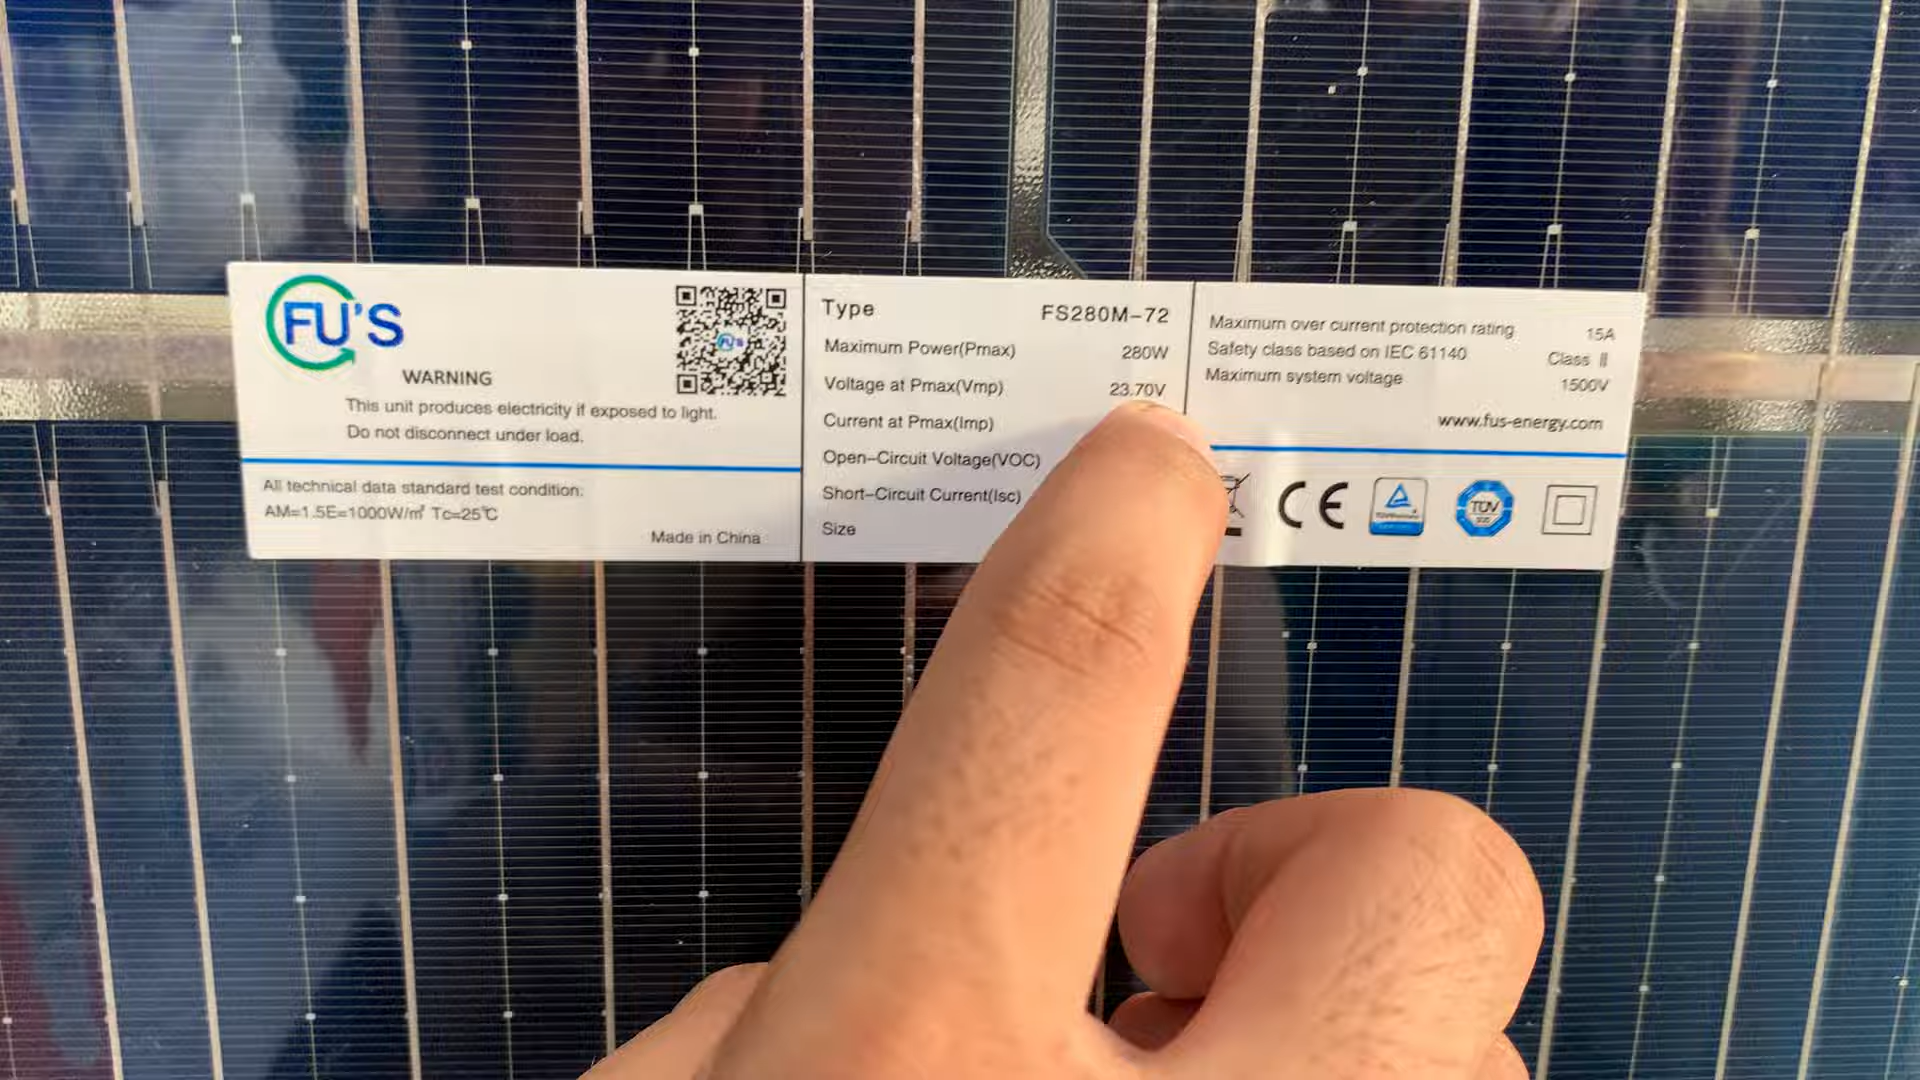 FU'S
WARNING
This unit produces electricity if exposed to light.
Do not disconnect under load.
All technical data standard test condition:
AM=1.5E=1000W/㎡ Tc=25℃
Made in China
Type FS280M-72
Maximum Power(Pmax) 280W
Voltage at Pmax(Vmp) 23.70V
Current at Pmax(Imp)
Open-Circuit Voltage(VOC)
Short-Circuit Current(Isc)
Size
Maximum over current protection rating 15A
Safety class based on IEC 61140 Class II
Maximum system voltage 1500V
www.fus-energy.com
CE
TÜV